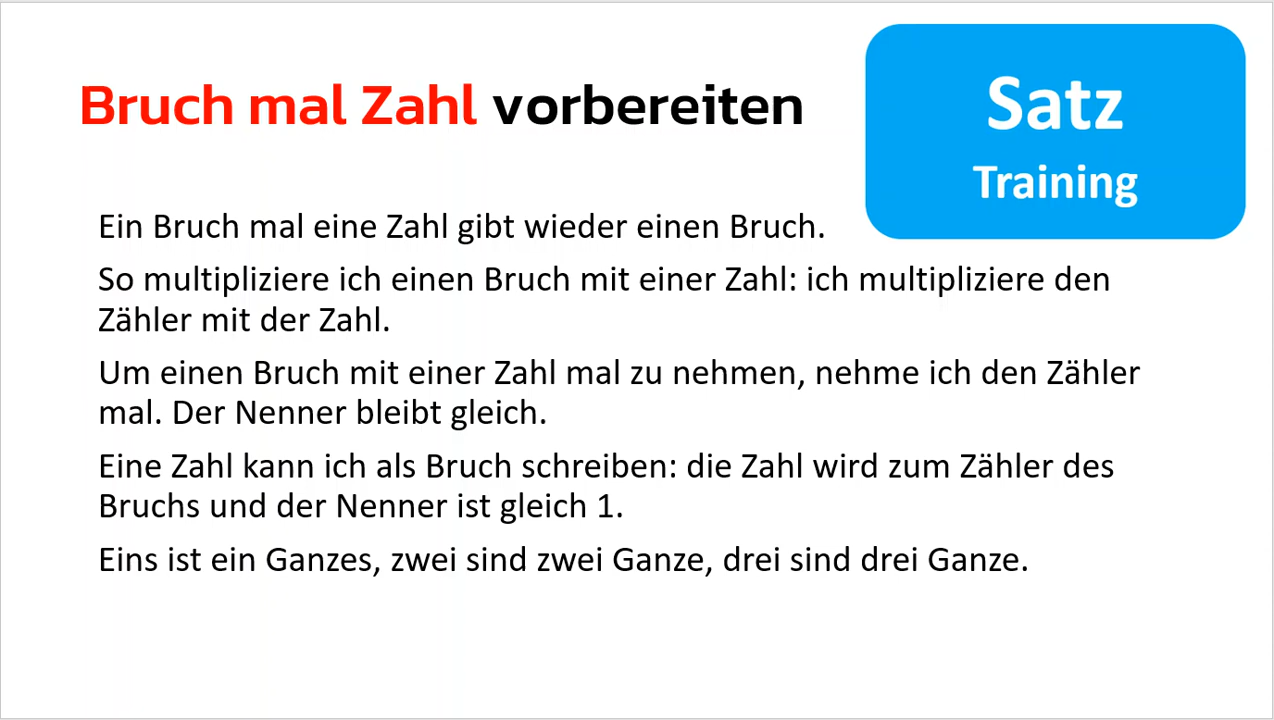 Bruch mal Zahl vorbereiten
Satz
Training
Ein Bruch mal eine Zahl gibt wieder einen Bruch.
So multipliziere ich einen Bruch mit einer Zahl: ich multipliziere den
Zähler mit der Zahl.
Um einen Bruch mit einer Zahl mal zu nehmen, nehme ich den Zähler
mal. Der Nenner bleibt gleich.
Eine Zahl kann ich als Bruch schreiben: die Zahl wird zum Zähler des
Bruchs und der Nenner ist gleich 1.
Eins ist ein Ganzes, zwei sind zwei Ganze, drei sind drei Ganze.